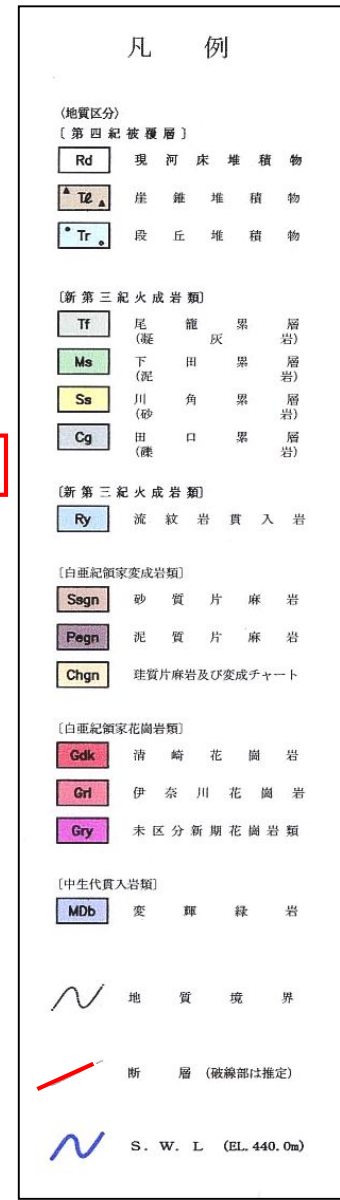 凡 例
(地質区分)
〔第四紀被覆層〕
Rd 現河床堆積物
Tℓ 崖錐堆積物
Tr 段丘堆積物
〔新第三紀火成岩類〕
Tf 尾籠累層
(凝灰岩)
Ms 下田累層
(泥岩)
Ss 川角累層
(砂岩)
Cg 田口累層
(礫岩)
〔新第三紀火成岩類〕
Ry 流紋岩貫入岩
〔白亜紀領家変成岩類〕
Ssgn 砂質片麻岩
Pegn 泥質片麻岩
Chgn 珪質片麻岩及び変成チャート
〔白亜紀領家花崗岩類〕
Gdk 清崎花崗岩
Grl 伊奈川花崗岩
Gry 未区分新期花崗岩類
〔中生代貫入岩類〕
MDb 変輝緑岩
地質境界
断層 (破線部は推定)
S. W. L (EL. 440. 0m)